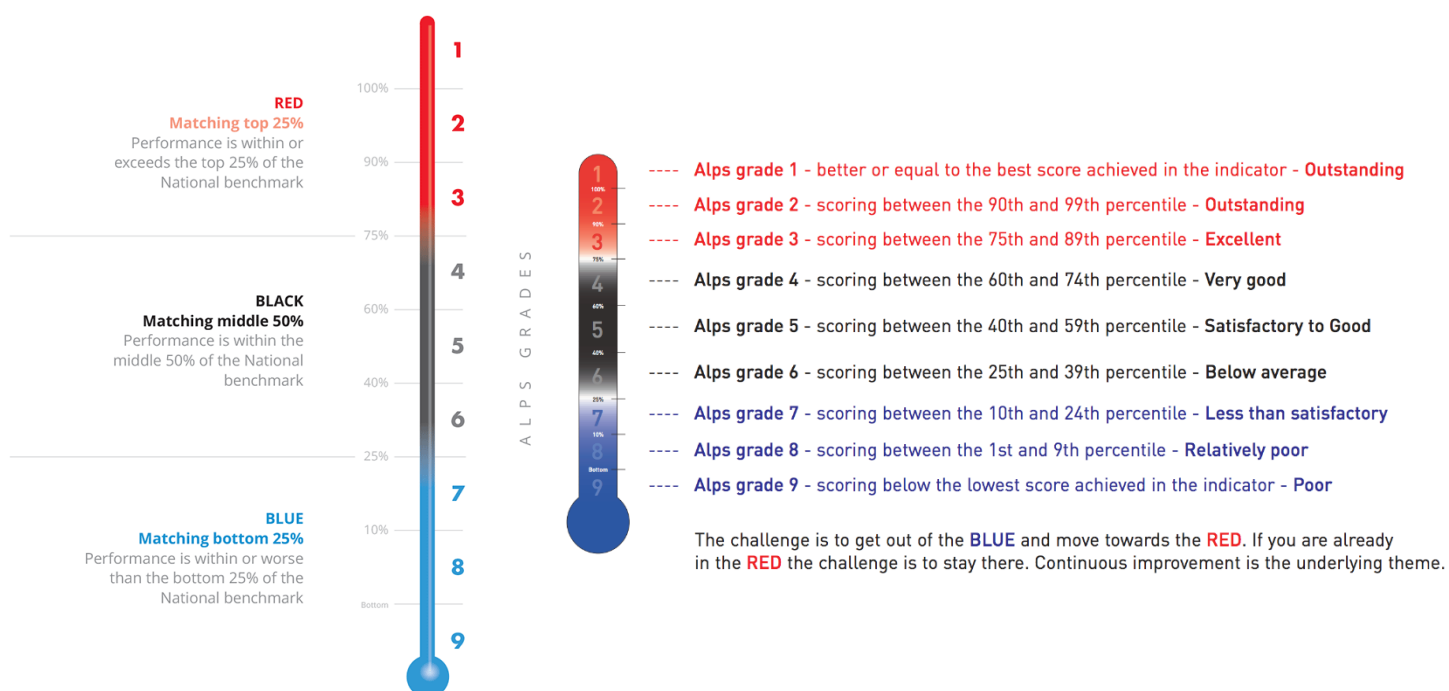 1
100%
RED
Matching top 25%
Performance is within or
exceeds the top 25% of the
National benchmark
2
90%
3
75%
4
BLACK
Matching middle 50%
Performance is within the
middle 50% of the National
benchmark
60%
5
40%
6
25%
7
BLUE
Matching bottom 25%
Performance is within or worse
than the bottom 25% of the
National benchmark
10%
8
Bottom
9
ALPS GRADES
1
100%
2
90%
3
75%
4
60%
5
40%
6
25%
7
10%
8
Bottom
9
---- Alps grade 1 - better or equal to the best score achieved in the indicator - Outstanding
---- Alps grade 2 - scoring between the 90th and 99th percentile - Outstanding
---- Alps grade 3 - scoring between the 75th and 89th percentile - Excellent
---- Alps grade 4 - scoring between the 60th and 74th percentile - Very good
---- Alps grade 5 - scoring between the 40th and 59th percentile - Satisfactory to Good
---- Alps grade 6 - scoring between the 25th and 39th percentile - Below average
---- Alps grade 7 - scoring between the 10th and 24th percentile - Less than satisfactory
---- Alps grade 8 - scoring between the 1st and 9th percentile - Relatively poor
---- Alps grade 9 - scoring below the lowest score achieved in the indicator - Poor
The challenge is to get out of the BLUE and move towards the RED. If you are already
in the RED the challenge is to stay there. Continuous improvement is the underlying theme.